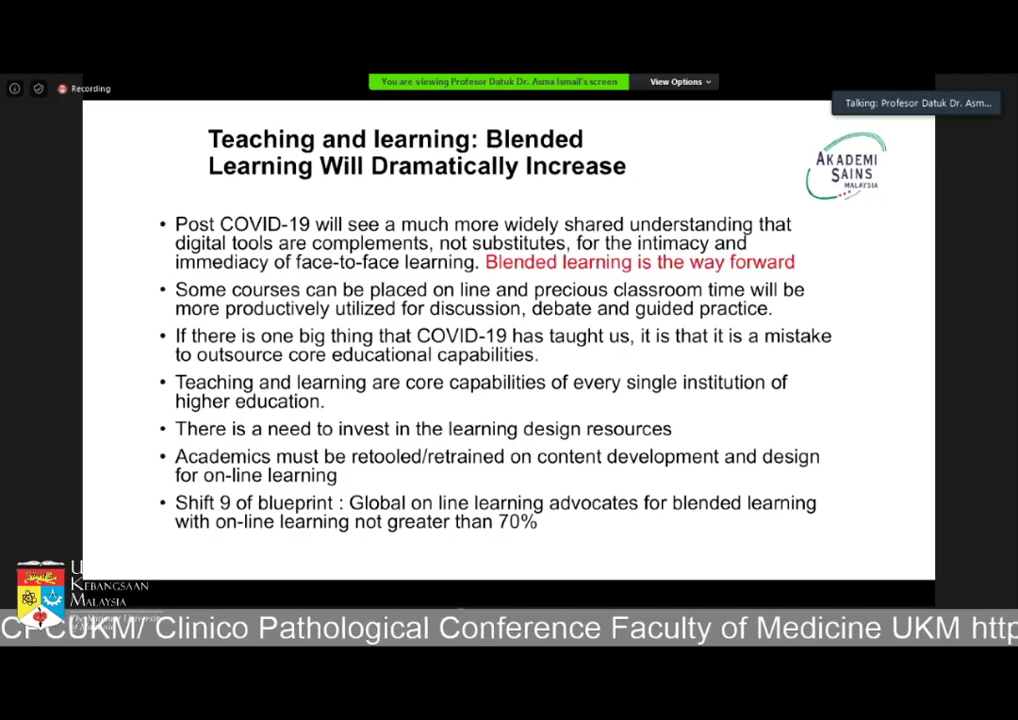 Recording
You are viewing Profesor Datuk Dr. Asma Ismail's screen
View Options
Talking: Profesor Datuk Dr. Asm...
Teaching and learning: Blended
Learning Will Dramatically Increase
AKADEMI
SAINS
MALAYSIA
• Post COVID-19 will see a much more widely shared understanding that
digital tools are complements, not substitutes, for the intimacy and
immediacy of face-to-face learning. Blended learning is the way forward
• Some courses can be placed on line and precious classroom time will be
more productively utilized for discussion, debate and guided practice.
• If there is one big thing that COVID-19 has taught us, it is that it is a mistake
to outsource core educational capabilities.
• Teaching and learning are core capabilities of every single institution of
higher education.
• There is a need to invest in the learning design resources
• Academics must be retooled/retrained on content development and design
for on-line learning
• Shift 9 of blueprint : Global on line learning advocates for blended learning
with on-line learning not greater than 70%
KEBANGSAAN
MALAYSIA
The National
CPCUKM/ Clinico Pathological Conference Faculty of Medicine UKM http